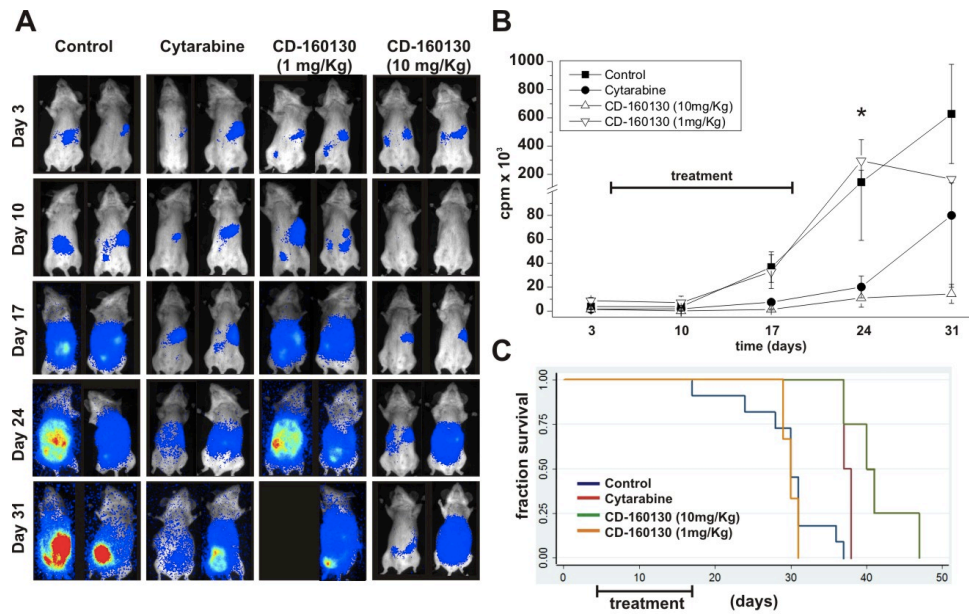 A
Control
Cytarabine
CD-160130
(1 mg/Kg)
CD-160130
(10 mg/Kg)
Day 3
Day 10
Day 17
Day 24
Day 31
B
Control
Cytarabine
CD-160130 (10mg/Kg)
CD-160130 (1mg/Kg)
*
treatment
cpm x 10³
1000
800
600
400
200
80
60
40
20
0
3
10
17
24
31
time (days)
C
fraction survival
1.00
0.75
0.50
0.25
0.00
Control
Cytarabine
CD-160130 (10mg/Kg)
CD-160130 (1mg/Kg)
0
10
20
30
40
50
treatment
(days)